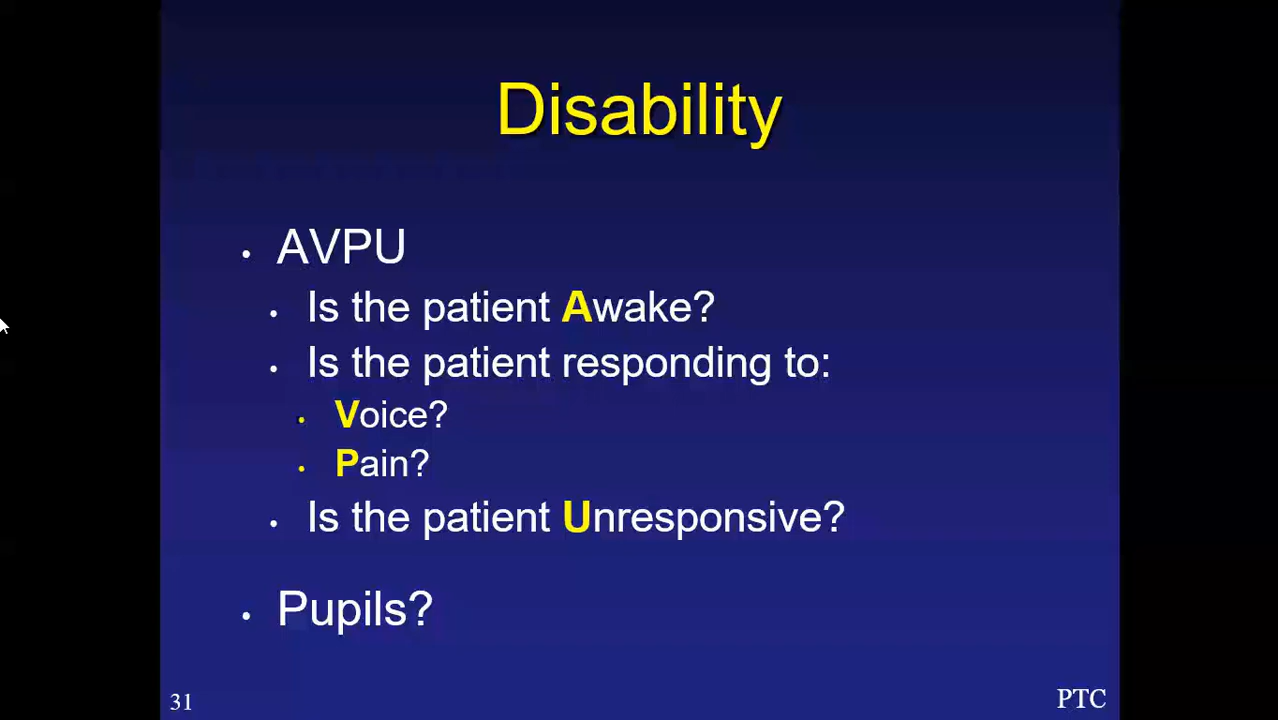 Disability
• AVPU
• Is the patient Awake?
• Is the patient responding to:
• Voice?
• Pain?
• Is the patient Unresponsive?
• Pupils?
31
PTC